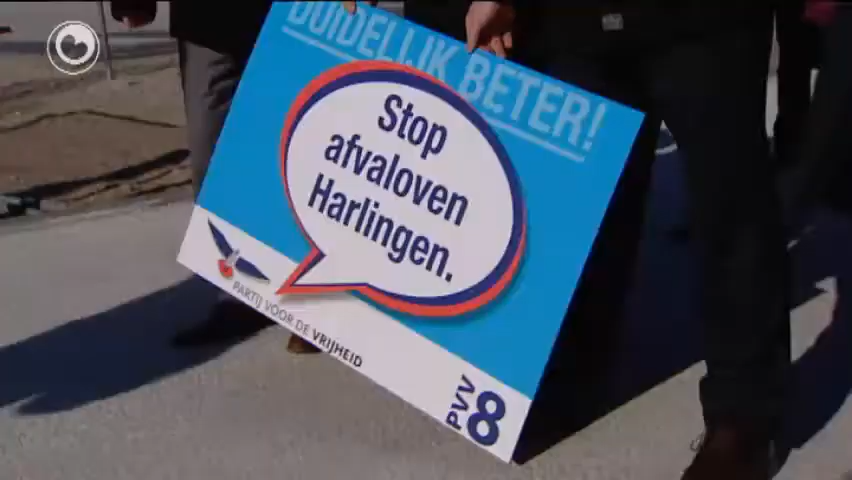 DUIDELIJK BETER!
Stop
afvaloven
Harlingen.
PARTIJ VOOR DE VRIJHEID
PVV
8